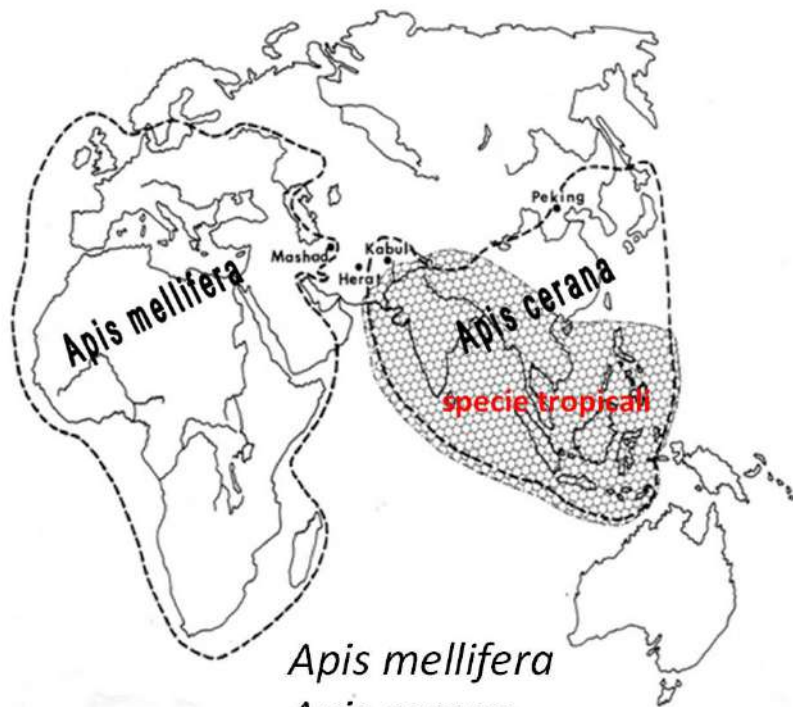 Peking
Kabul
Mashad
Herat
Apis mellifera
Apis cerana
specie tropicali
Apis mellifera